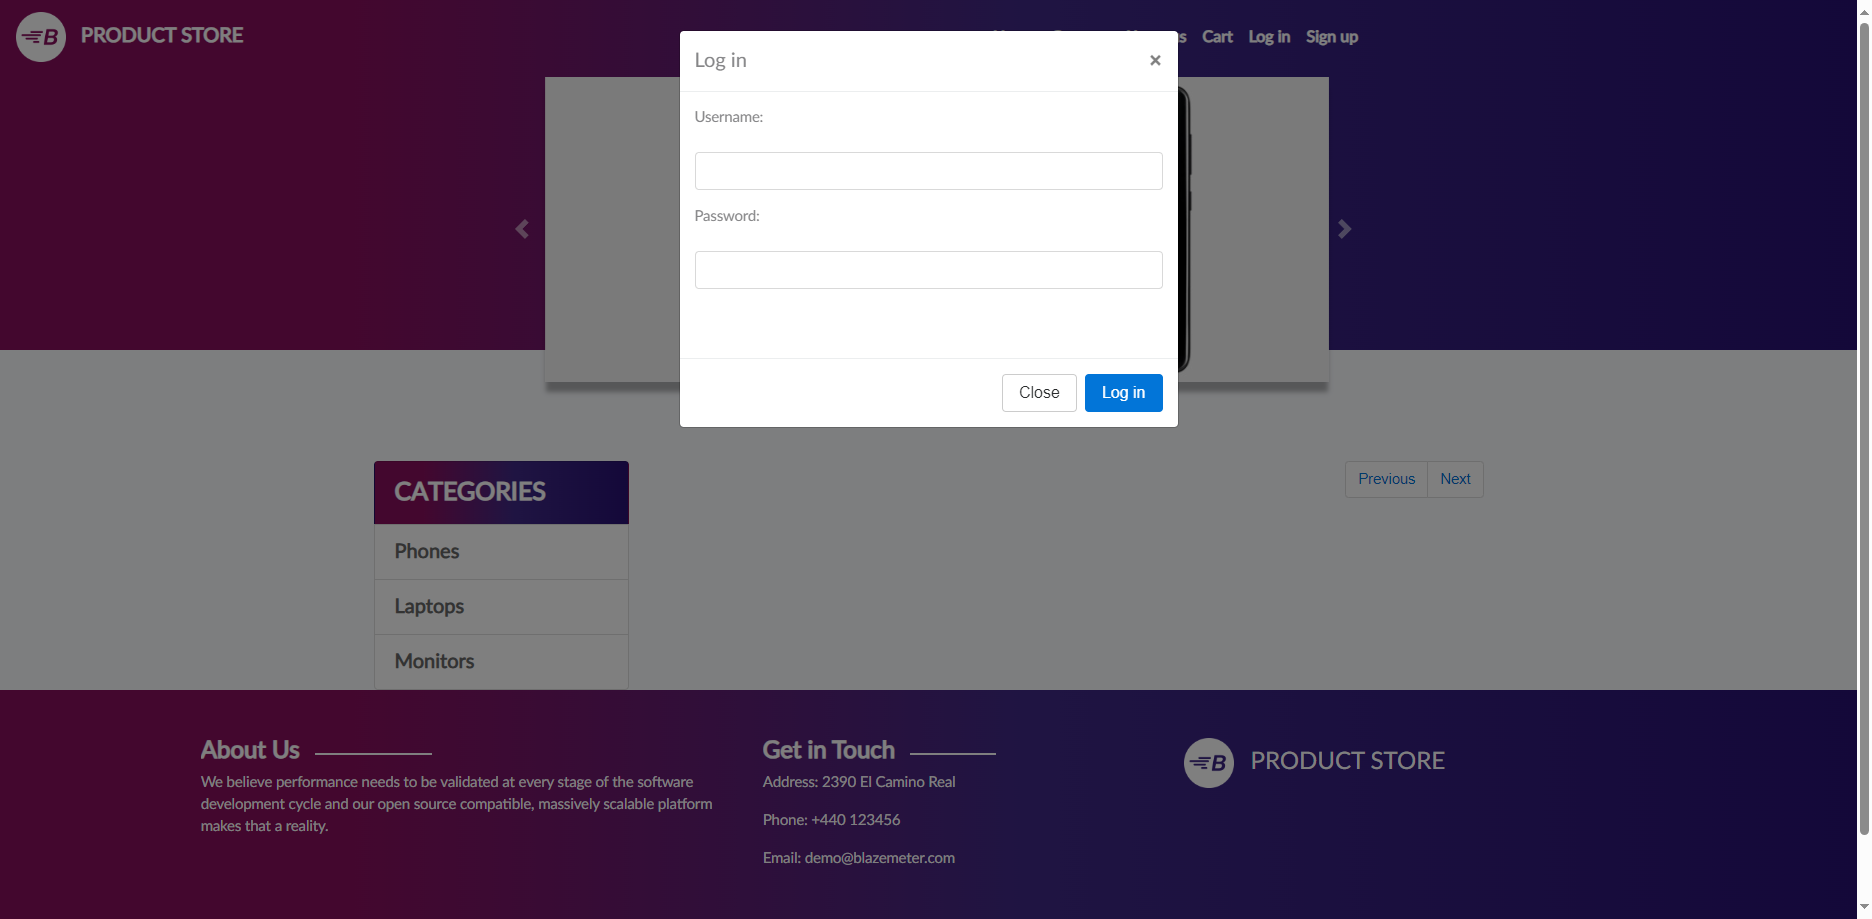 PRODUCT STORE
Cart Log in Sign up
Log in ×
Username:
Password:
Close Log in
CATEGORIES
Phones
Laptops
Monitors
Previous Next
About Us
We believe performance needs to be validated at every stage of the software
development cycle and our open source compatible, massively scalable platform
makes that a reality.
Get in Touch
Address: 2390 El Camino Real
Phone: +440 123456
Email: demo@blazemeter.com
B PRODUCT STORE